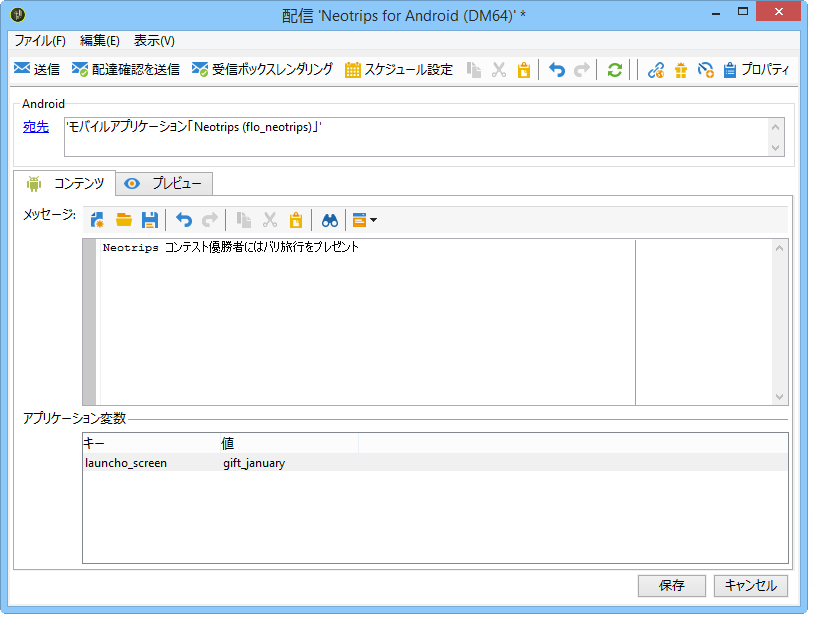 配信 'Neotrips for Android (DM64)' *
ファイル(F) 編集(E) 表示(V)
送信 配達確認を送信 受信ボックスレンダリング スケジュール設定 プロパティ
Android
宛先 'モバイルアプリケーション「Neotrips (flo_neotrips)」'
コンテンツ プレビュー
メッセージ:
Neotrips コンテスト優勝者にはバリ旅行をプレゼント
アプリケーション変数
キー 値
launcho_screen gift_january
保存 キャンセル